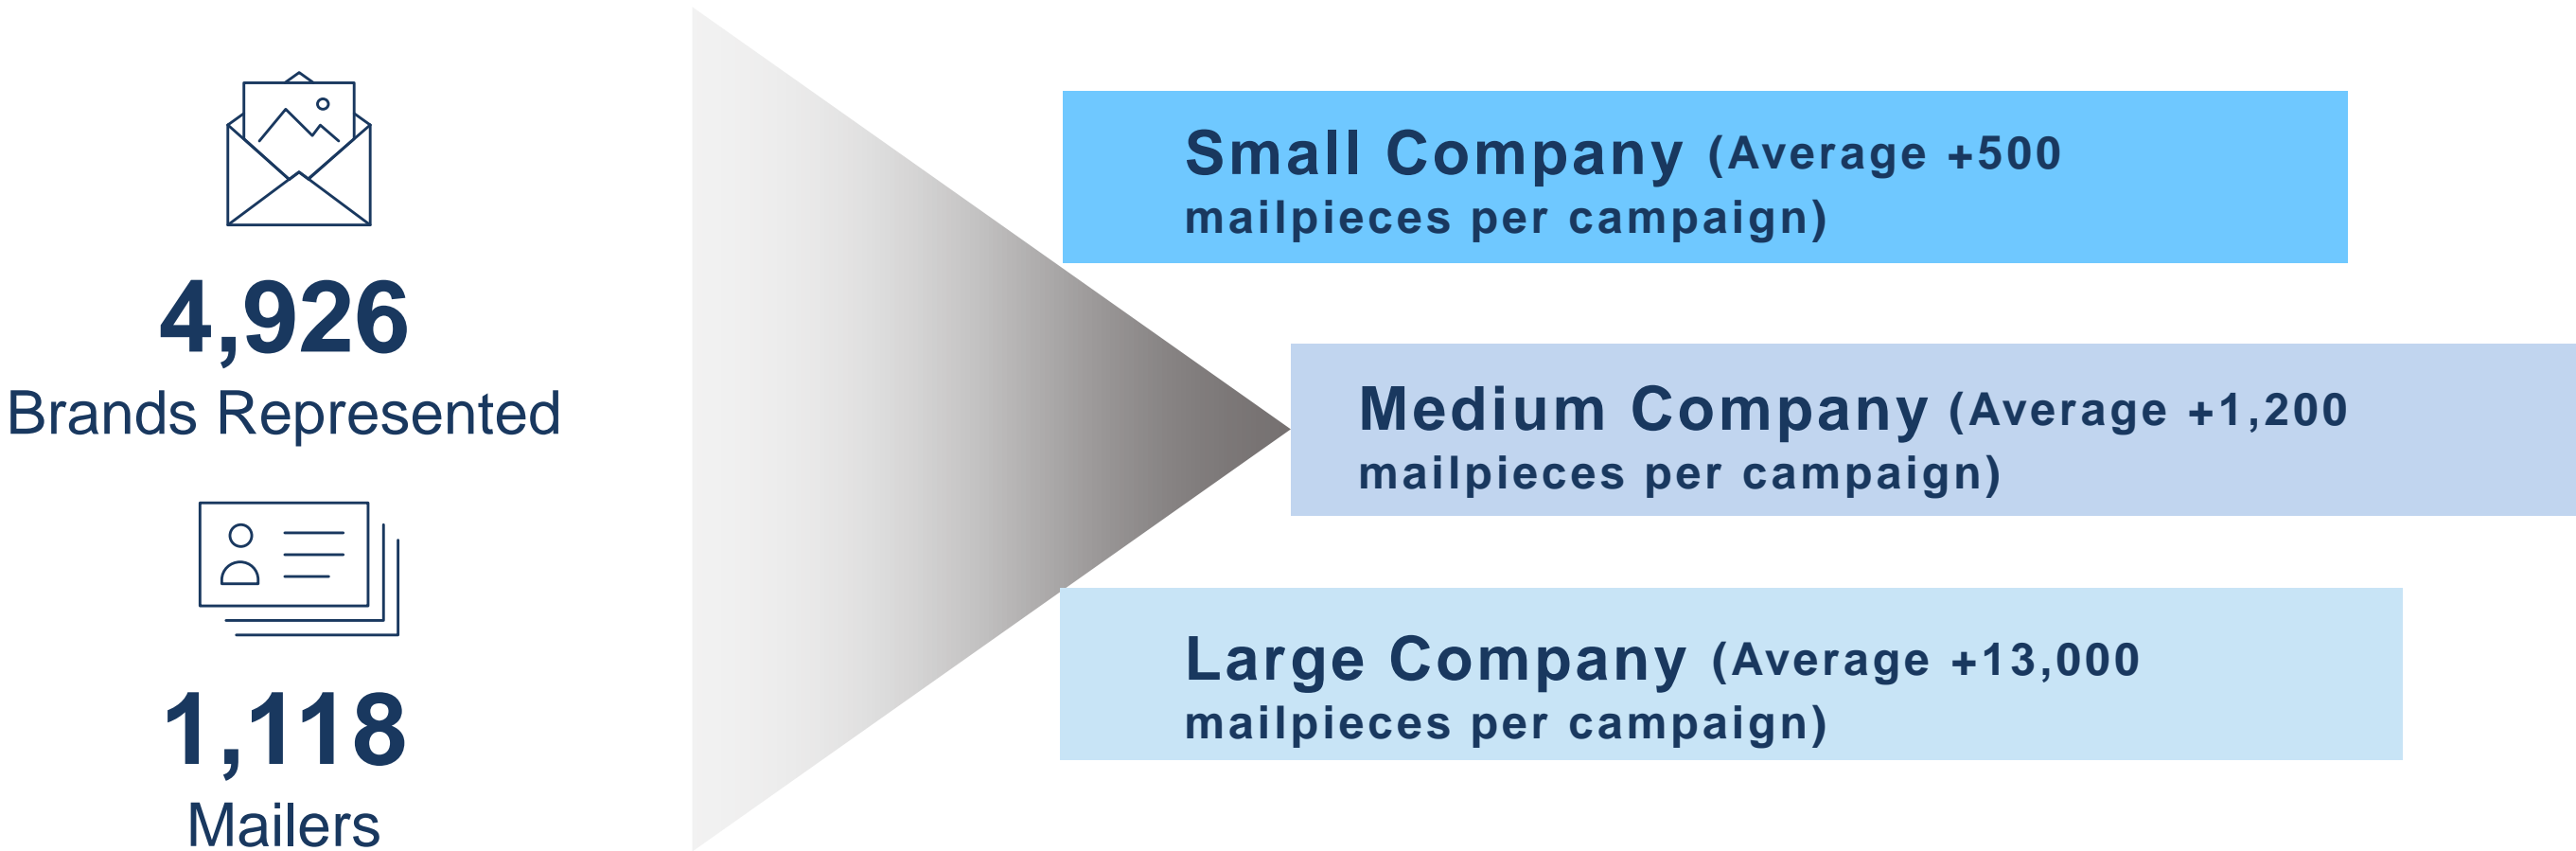 4,926
Brands Represented
1,118
Mailers
Small Company (Average +500
mailpieces per campaign)
Medium Company (Average +1,200
mailpieces per campaign)
Large Company (Average +13,000
mailpieces per campaign)